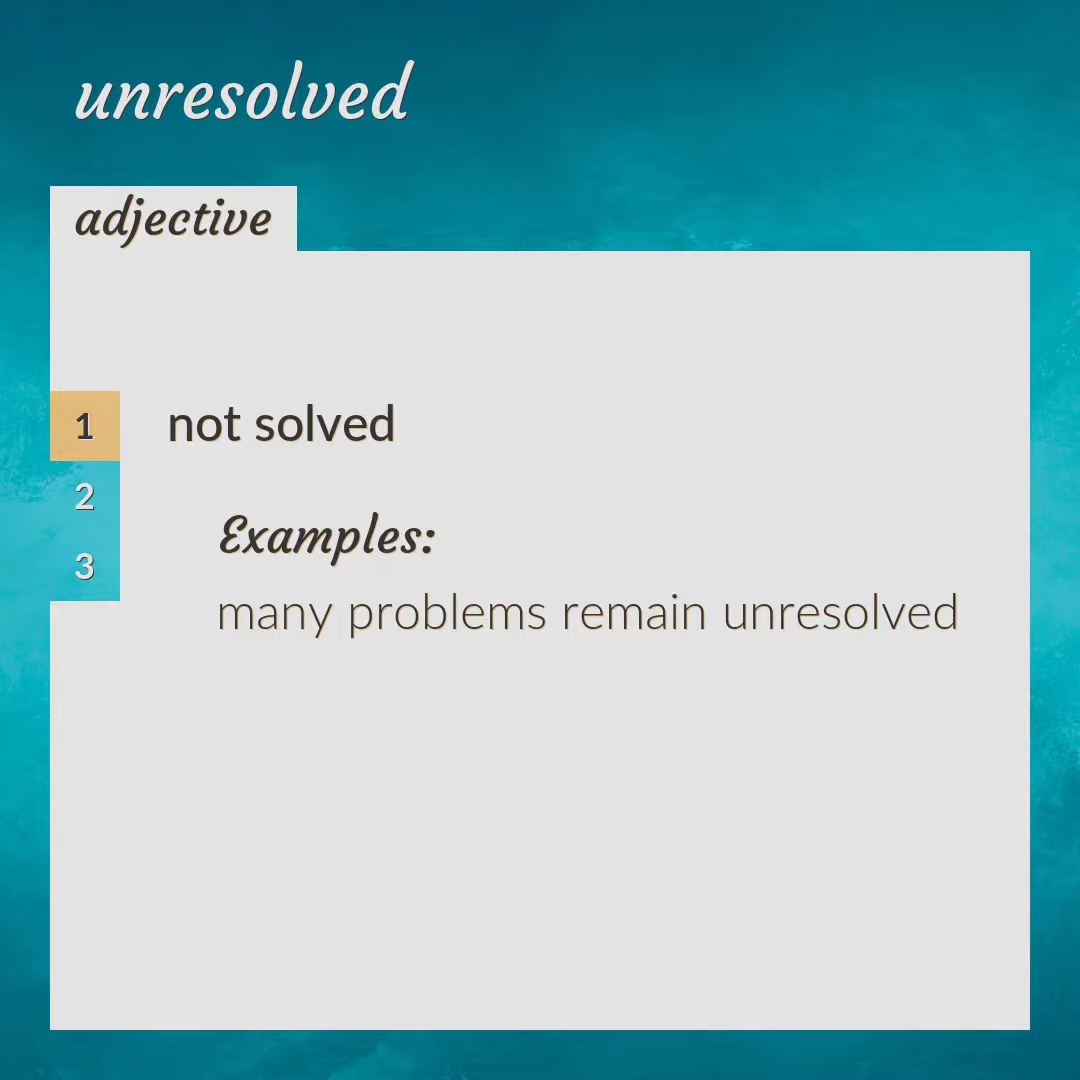 unresolved
adjective
1
not solved
2
Examples:
3
many problems remain unresolved